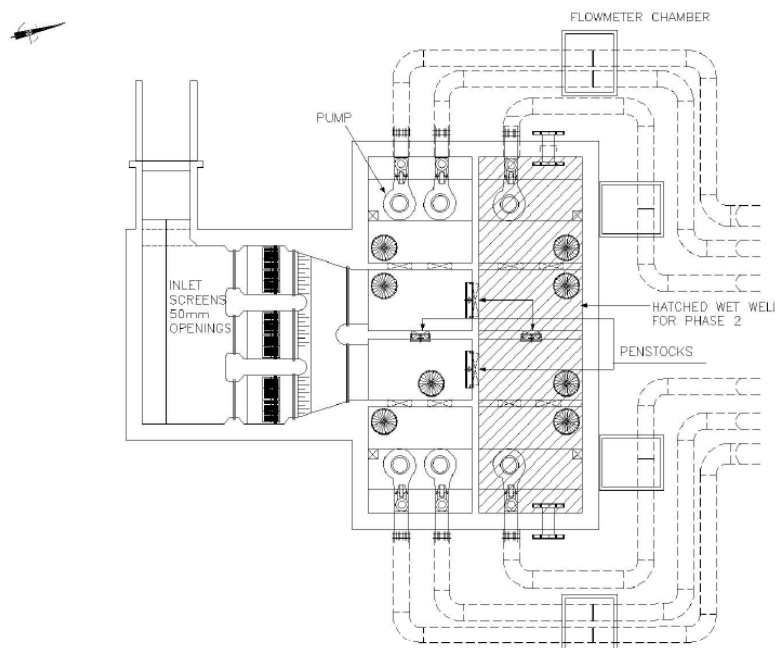 FLOWMETER CHAMBER
PUMP
INLET
SCREENS
50mm
OPENINGS
HATCHED WET WELL
FOR PHASE 2
PENSTOCKS